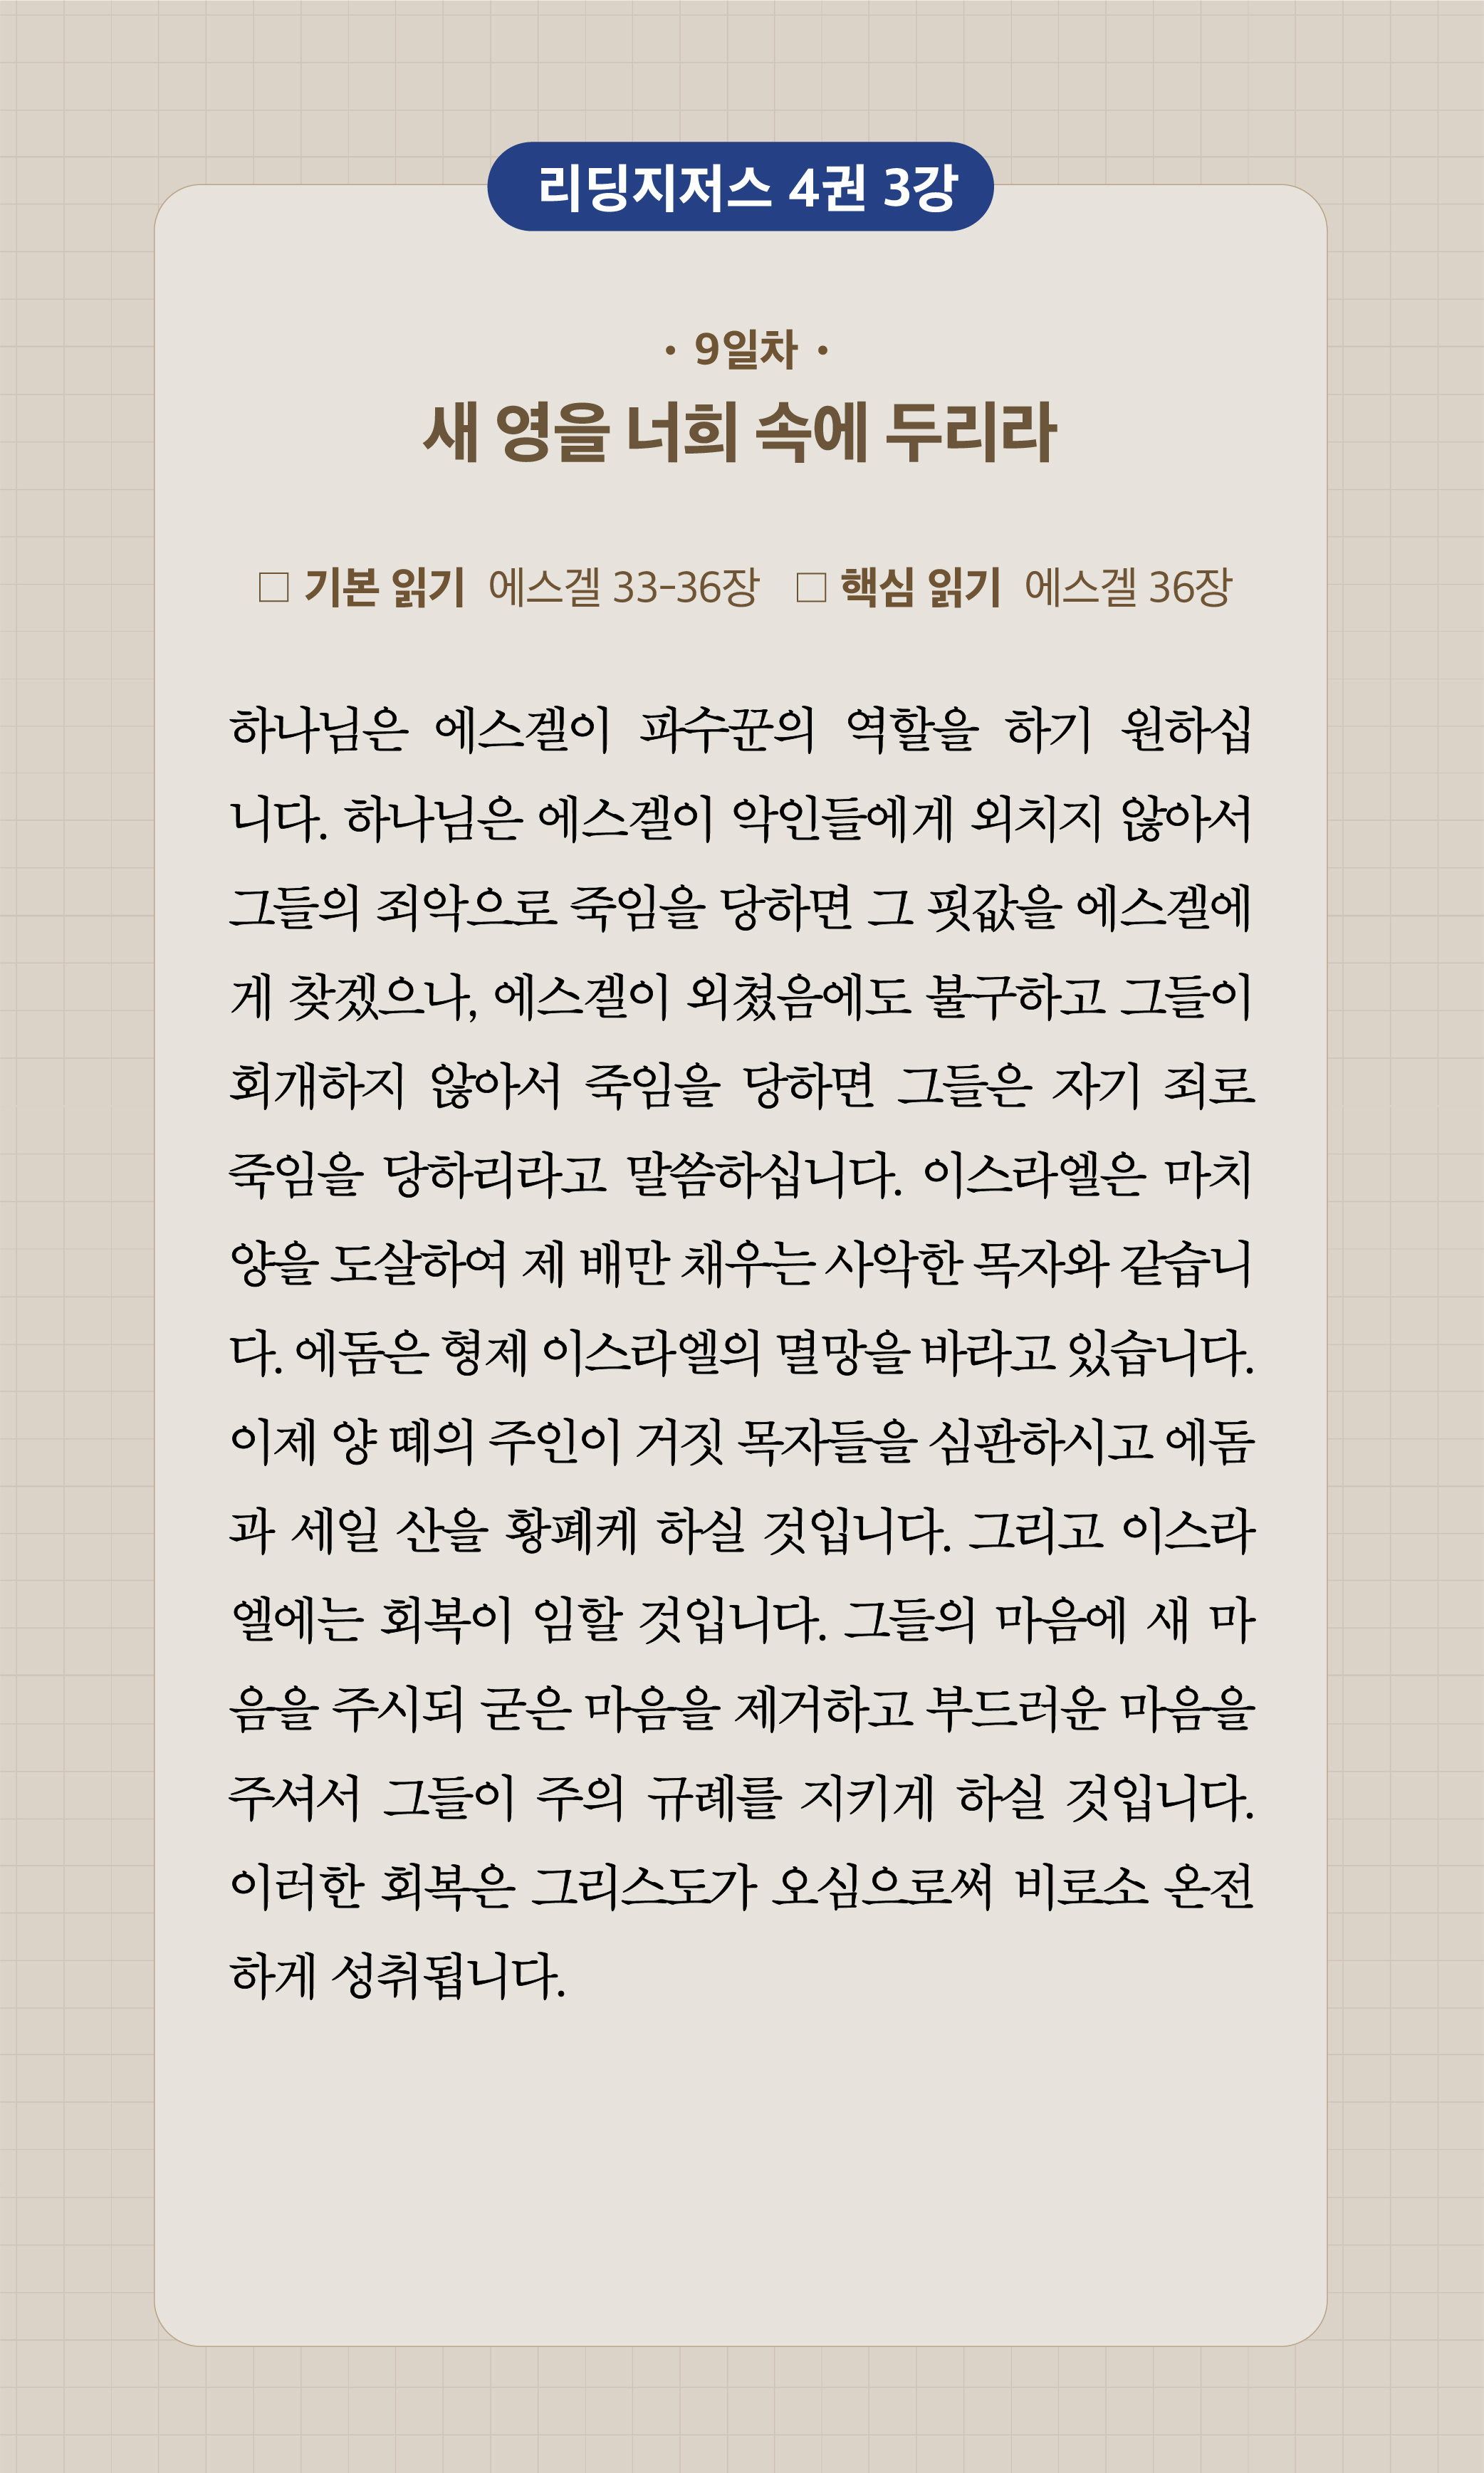 리딩지저스 4권 3강
· 9일차 ·
새 영을 너희 속에 두리라
□ 기본 읽기 에스겔 33-36장 □ 핵심 읽기 에스겔 36장
하나님은 에스겔이 파수꾼의 역할을 하기 원하십
니다. 하나님은 에스겔이 악인들에게 외치지 않아서
그들의 죄악으로 죽임을 당하면 그 핏값을 에스겔에
게 찾겠으나, 에스겔이 외쳤음에도 불구하고 그들이
회개하지 않아서 죽임을 당하면 그들은 자기 죄로
죽임을 당하리라고 말씀하십니다. 이스라엘은 마치
양을 도살하여 제 배만 채우는 사악한 목자와 같습니
다. 에돔은 형제 이스라엘의 멸망을 바라고 있습니다.
이제 양 떼의 주인이 거짓 목자들을 심판하시고 에돔
과 세일 산을 황폐케 하실 것입니다. 그리고 이스라
엘에는 회복이 임할 것입니다. 그들의 마음에 새 마
음을 주시되 굳은 마음을 제거하고 부드러운 마음을
주셔서 그들이 주의 규례를 지키게 하실 것입니다.
이러한 회복은 그리스도가 오심으로써 비로소 온전
하게 성취됩니다.